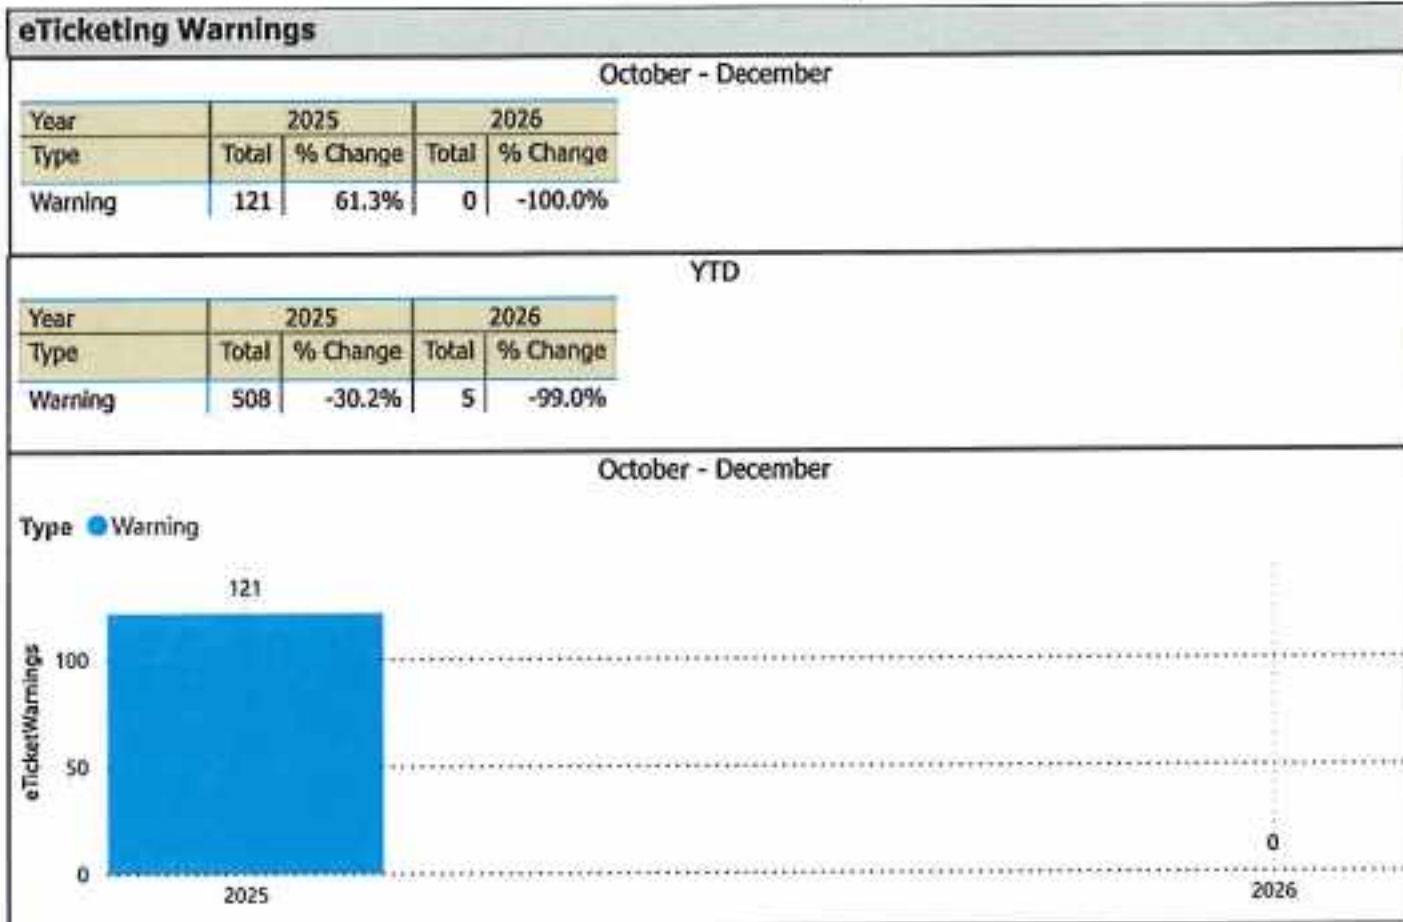 eTicketing Warnings
October - December
Year 2025 2026
Type Total % Change Total % Change
Warning 121 61.3% 0 -100.0%
YTD
Year 2025 2026
Type Total % Change Total % Change
Warning 508 -30.2% 5 -99.0%
October - December
Type Warning
121
eTicketWarnings
100
50
0
0
2025 2026